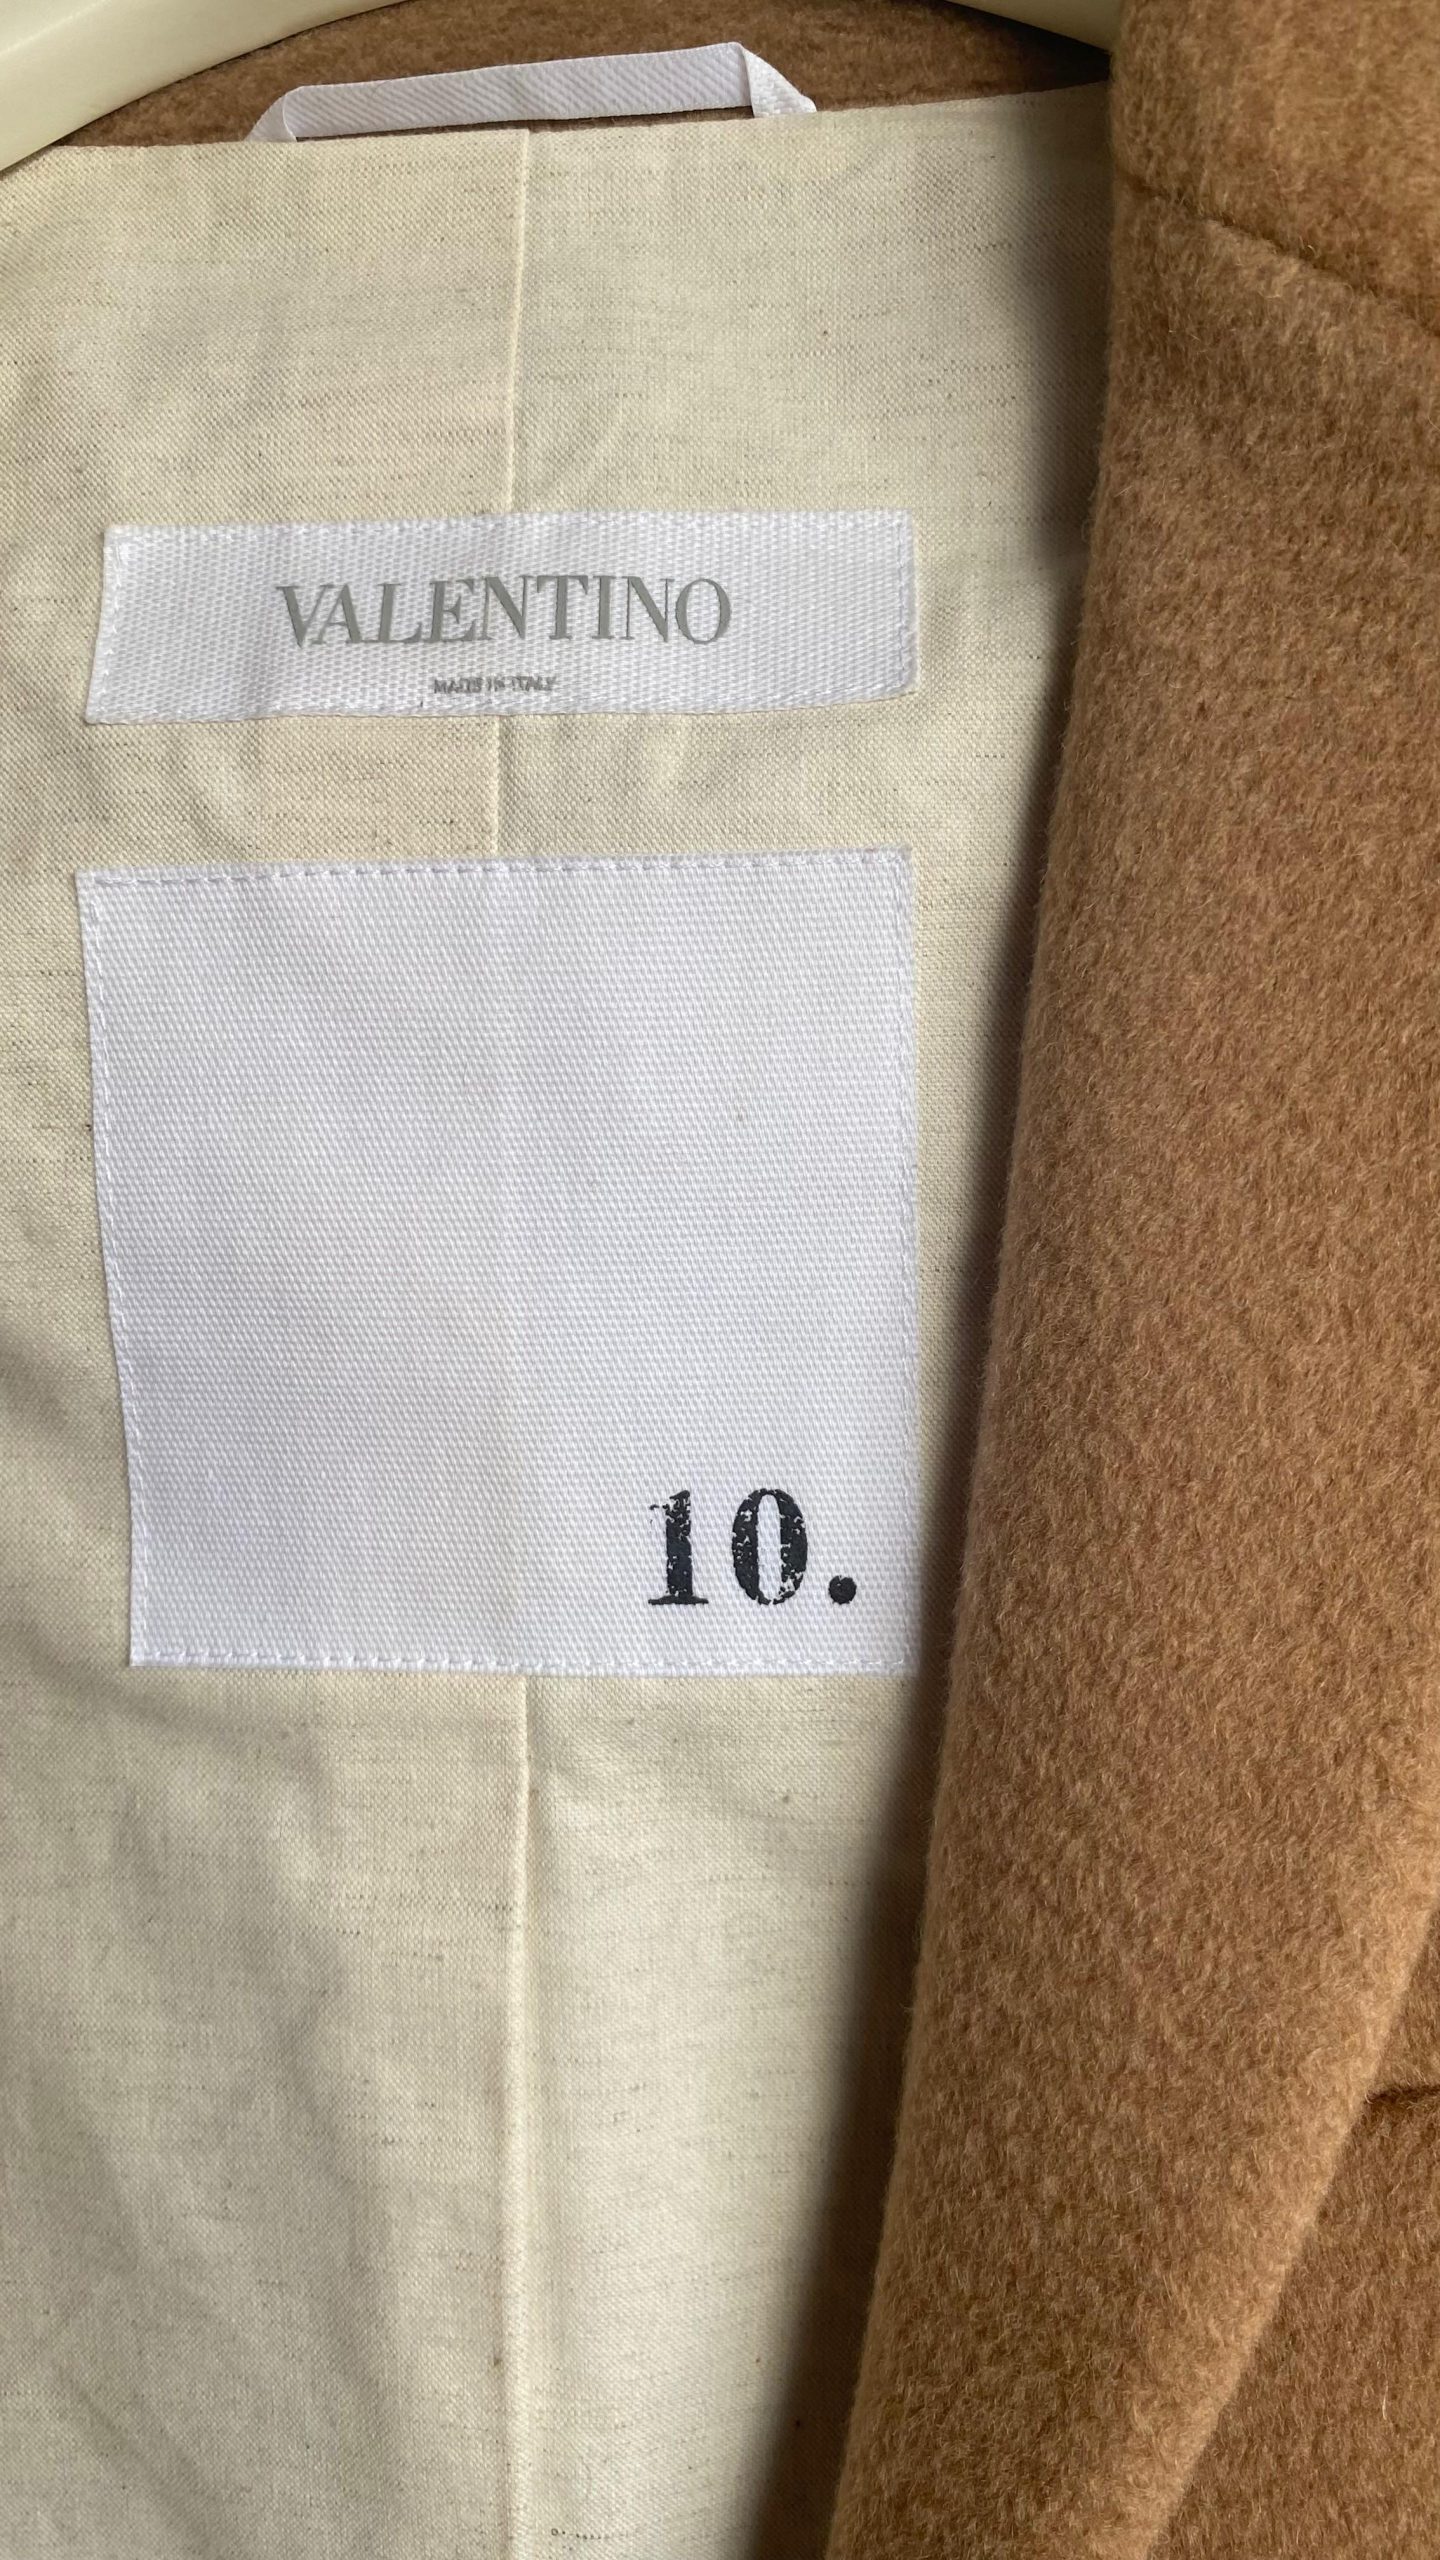 VALENTINO
MADE IN ITALY
10.